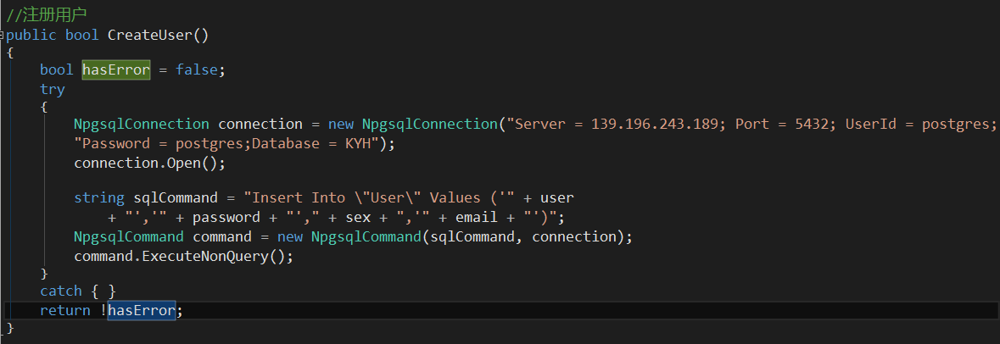 //注册用户
public bool CreateUser()
{
bool hasError = false;
try
{
NpgsqlConnection connection = new NpgsqlConnection("Server = 139.196.243.189; Port = 5432; UserId = postgres;
"Password = postgres;Database = KYH");
connection.Open();
string sqlCommand = "Insert Into \"User\" Values ('" + user
+ "','" + password + "'," + sex + ",'" + email + "')";
NpgsqlCommand command = new NpgsqlCommand(sqlCommand, connection);
command.ExecuteNonQuery();
}
catch { }
return !hasError;
}